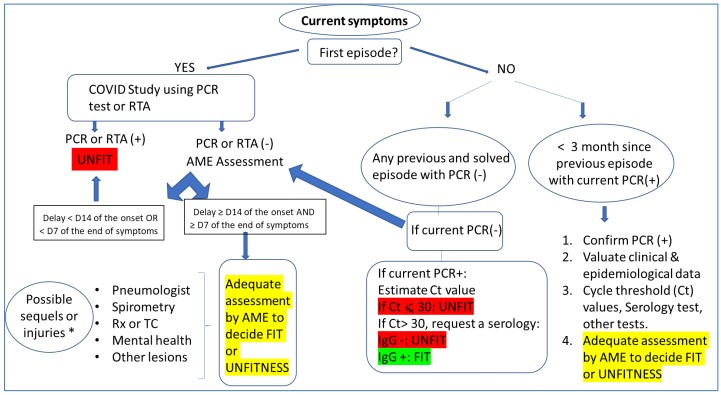 Current symptoms
First episode?
YES
NO
COVID Study using PCR
test or RTA
PCR or RTA (+)
UNFIT
PCR or RTA (-)
AME Assessment
Delay < D14 of the onset OR
< D7 of the end of symptoms
Delay ≥ D14 of the onset AND
≥ D7 of the end of symptoms
Possible
sequels or
injuries *
• Pneumologist
• Spirometry
• Rx or TC
• Mental health
• Other lesions
Adequate
assessment
by AME to
decide FIT
or
UNFITNESS
Any previous and solved
episode with PCR (-)
If current PCR(-)
If current PCR+:
Estimate Ct value
If Ct ⩽ 30: UNFIT
If Ct> 30, request a serology:
IgG -: UNFIT
IgG +: FIT
< 3 month since
previous episode
with current PCR(+)
1. Confirm PCR (+)
2. Valuate clinical &
epidemiological data
3. Cycle threshold (Ct)
values, Serology test,
other tests.
4. Adequate assessment
by AME to decide FIT
or UNFITNESS